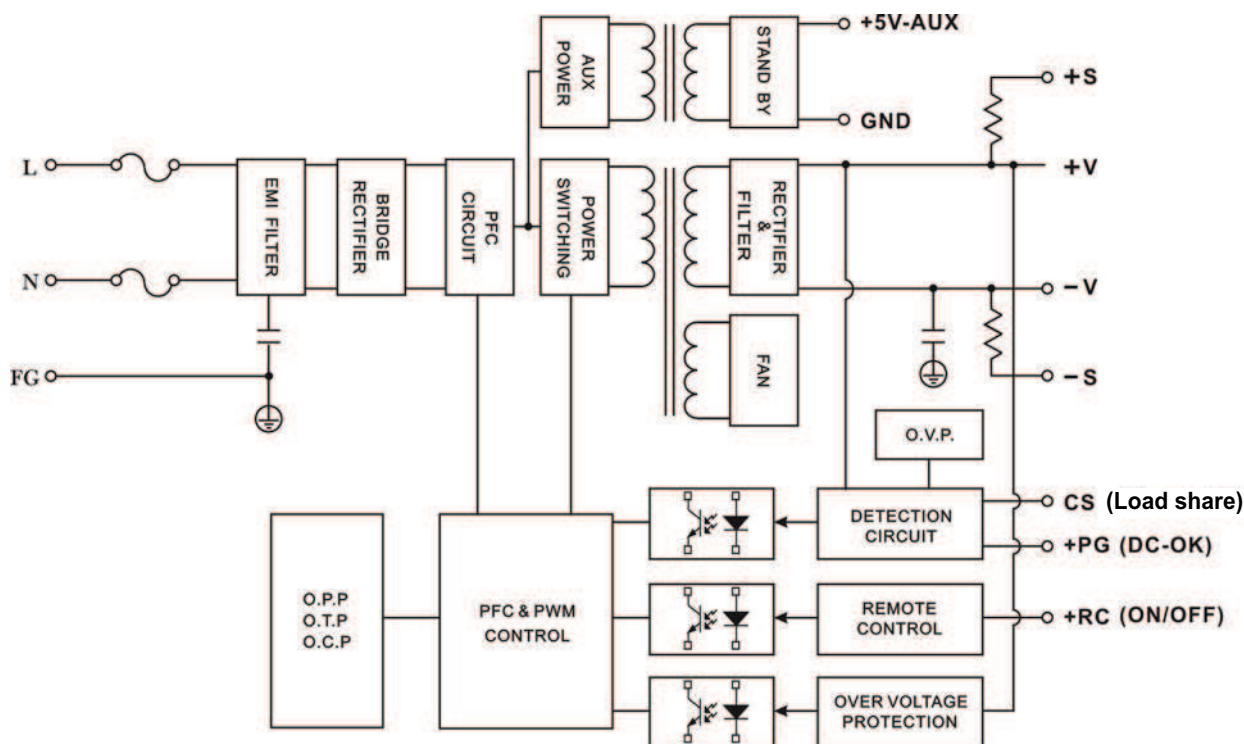 +5V-AUX
AUX
POWER
STAND BY
GND
+S
L
EMI FILTER
BRIDGE
RECTIFIER
PFC
CIRCUIT
POWER
SWITCHING
RECTIFIER
&
FILTER
+V
N
−V
FG
FAN
−S
O.V.P.
DETECTION
CIRCUIT
CS (Load share)
+PG (DC-OK)
O.P.P
O.T.P
O.C.P
PFC & PWM
CONTROL
REMOTE
CONTROL
+RC (ON/OFF)
OVER VOLTAGE
PROTECTION